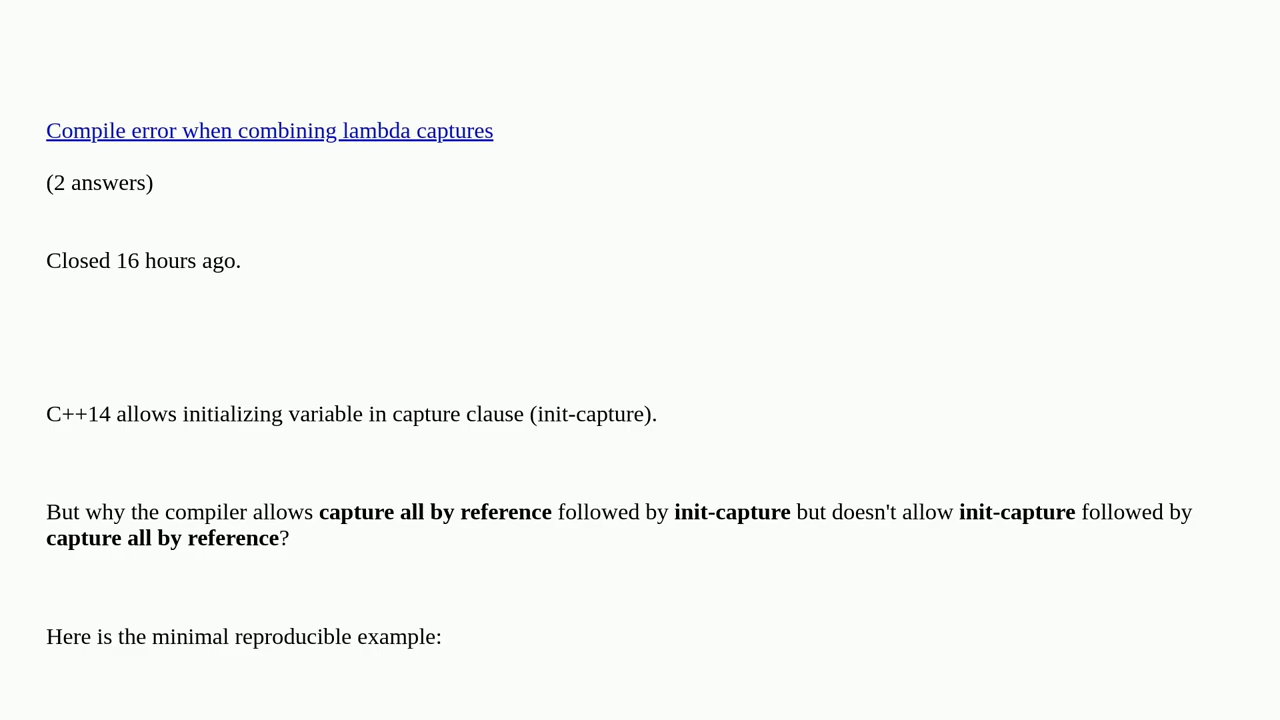 Compile error when combining lambda captures
(2 answers)
Closed 16 hours ago.
C++14 allows initializing variable in capture clause (init-capture).
But why the compiler allows capture all by reference followed by init-capture but doesn't allow init-capture followed by
capture all by reference?
Here is the minimal reproducible example: